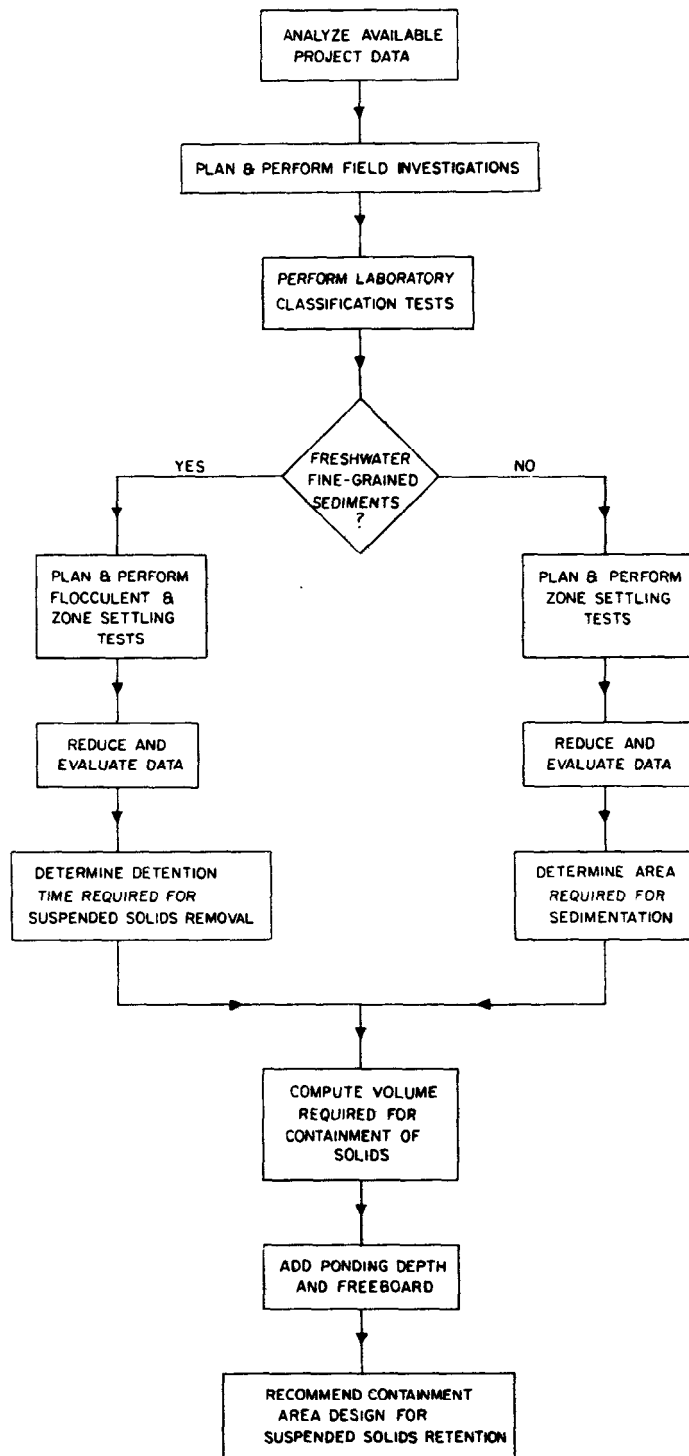 ANALYZE AVAILABLE
PROJECT DATA
PLAN & PERFORM FIELD INVESTIGATIONS
PERFORM LABORATORY
CLASSIFICATION TESTS
FRESHWATER
FINE-GRAINED
SEDIMENTS
?
YES
NO
PLAN & PERFORM
FLOCCULENT &
ZONE SETTLING
TESTS
REDUCE AND
EVALUATE DATA
DETERMINE DETENTION
TIME REQUIRED FOR
SUSPENDED SOLIDS REMOVAL
PLAN & PERFORM
ZONE SETTLING
TESTS
REDUCE AND
EVALUATE DATA
DETERMINE AREA
REQUIRED FOR
SEDIMENTATION
COMPUTE VOLUME
REQUIRED FOR
CONTAINMENT OF
SOLIDS
ADD PONDING DEPTH
AND FREEBOARD
RECOMMEND CONTAINMENT
AREA DESIGN FOR
SUSPENDED SOLIDS RETENTION